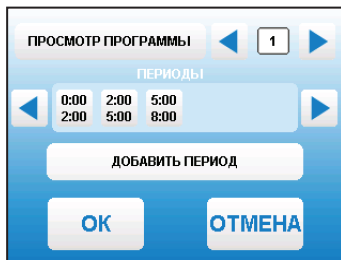 ПРОСМОТР ПРОГРАММЫ 1
ПЕРИОДЫ
0:00 2:00 5:00
2:00 5:00 8:00
ДОБАВИТЬ ПЕРИОД
ОК ОТМЕНА